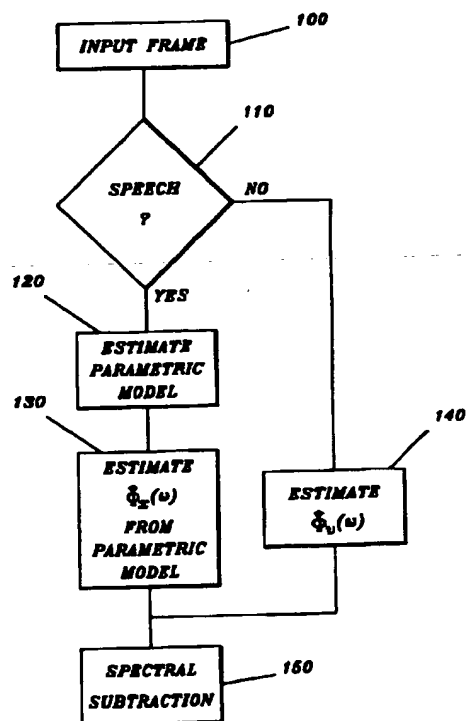 100
INPUT FRAME
110
SPEECH
?
NO
YES
120
ESTIMATE
PARAMETRIC
MODEL
130
ESTIMATE
Φ̂x(ω)
FROM
PARAMETRIC
MODEL
140
ESTIMATE
Φ̂v(ω)
150
SPECTRAL
SUBTRACTION